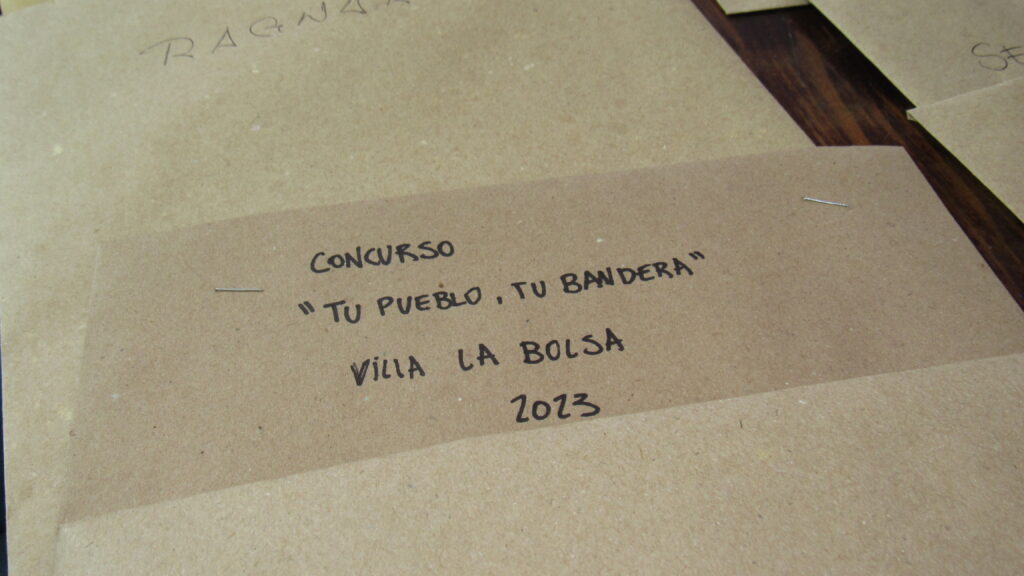 CONCURSO
"TU PUEBLO, TU BANDERA"
VILLA LA BOLSA
2023